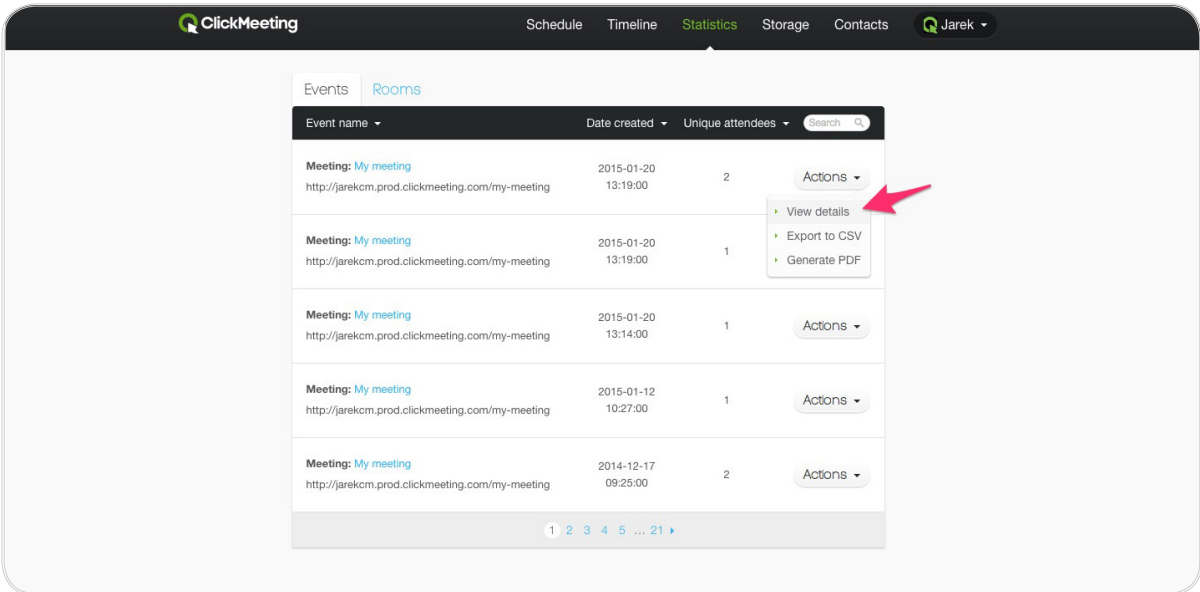 ClickMeeting Schedule Timeline Statistics Storage Contacts Jarek
Events Rooms
Event name Date created Unique attendees Search
Meeting: My meeting
http://jarekcm.prod.clickmeeting.com/my-meeting
2015-01-20
13:19:00
2
Actions
View details
Export to CSV
Generate PDF
Meeting: My meeting
http://jarekcm.prod.clickmeeting.com/my-meeting
2015-01-20
13:19:00
1
Meeting: My meeting
http://jarekcm.prod.clickmeeting.com/my-meeting
2015-01-20
13:14:00
1
Actions
Meeting: My meeting
http://jarekcm.prod.clickmeeting.com/my-meeting
2015-01-12
10:27:00
1
Actions
Meeting: My meeting
http://jarekcm.prod.clickmeeting.com/my-meeting
2014-12-17
09:25:00
2
Actions
1 2 3 4 5 ... 21